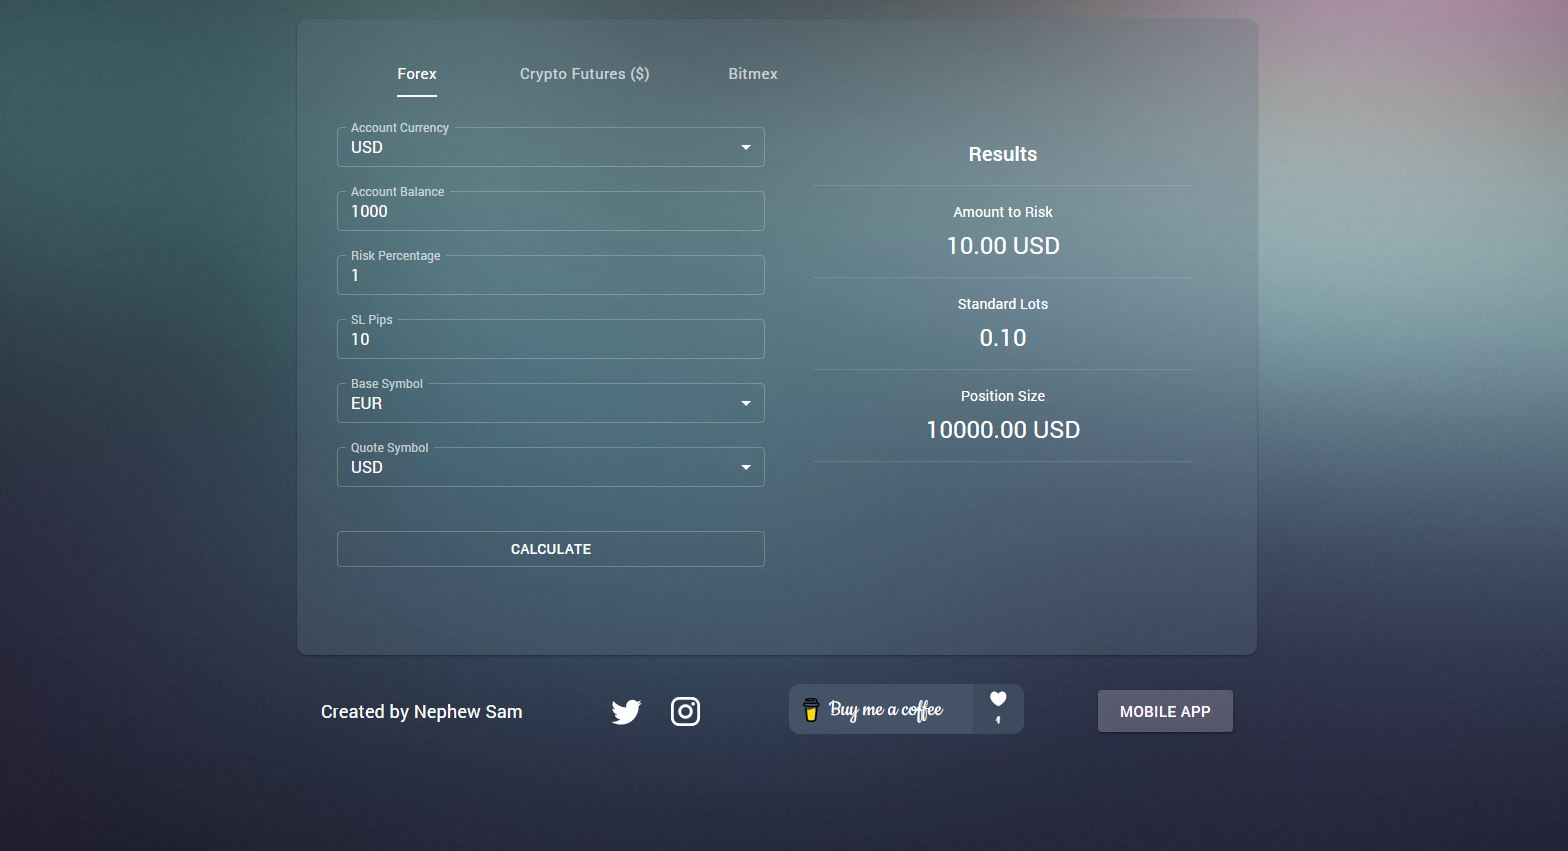 Forex
Crypto Futures ($)
Bitmex
Account Currency
USD
Account Balance
1000
Risk Percentage
1
SL Pips
10
Base Symbol
EUR
Quote Symbol
USD
CALCULATE
Results
Amount to Risk
10.00 USD
Standard Lots
0.10
Position Size
10000.00 USD
Created by Nephew Sam
Buy me a coffee
1
MOBILE APP